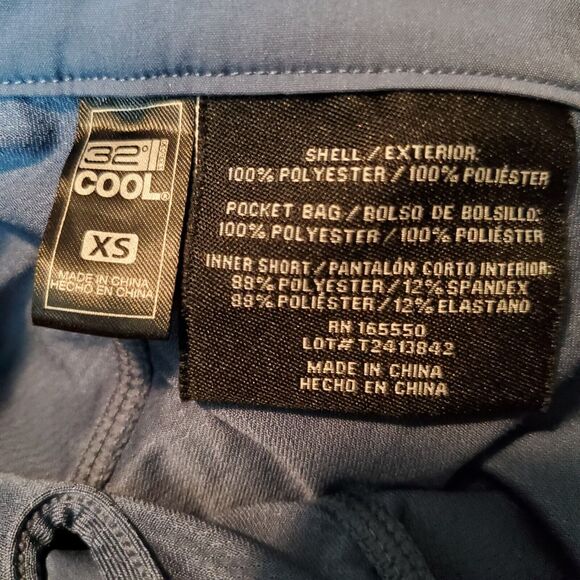 32°
COOL®
XS
MADE IN CHINA
HECHO EN CHINA
SHELL / EXTERIOR:
100% POLYESTER / 100% POLIÉSTER
POCKET BAG / BOLSO DE BOLSILLO:
100% POLYESTER / 100% POLIÉSTER
INNER SHORT / PANTALÓN CORTO INTERIOR:
88% POLYESTER / 12% SPANDEX
88% POLIÉSTER / 12% ELASTANO
RN 165550
LOT# T2413842
MADE IN CHINA
HECHO EN CHINA